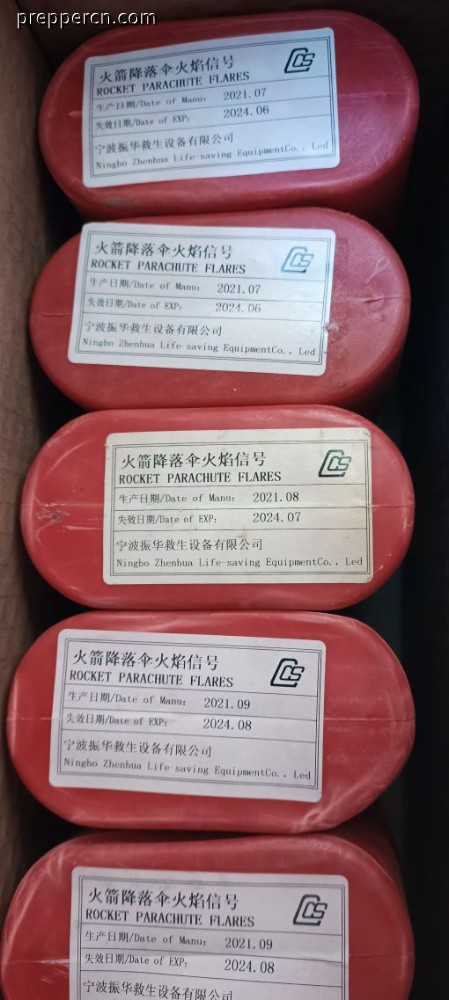 preppercn.com
火箭降落伞火焰信号 CCS
ROCKET PARACHUTE FLARES
生产日期/Date of Manu: 2021.07
失效日期/Date of EXP: 2024.06
宁波振华救生设备有限公司
Ningbo Zhenhua Life-saving EquipmentCo., Led
火箭降落伞火焰信号 CCS
ROCKET PARACHUTE FLARES
生产日期/Date of Manu: 2021.07
失效日期/Date of EXP: 2024.06
宁波振华救生设备有限公司
Ningbo Zhenhua Life-saving EquipmentCo., Led
火箭降落伞火焰信号 CCS
ROCKET PARACHUTE FLARES
生产日期/Date of Manu: 2021.08
失效日期/Date of EXP: 2024.07
宁波振华救生设备有限公司
Ningbo Zhenhua Life-saving EquipmentCo., Led
火箭降落伞火焰信号 CCS
ROCKET PARACHUTE FLARES
生产日期/Date of Manu: 2021.09
失效日期/Date of EXP: 2024.08
宁波振华救生设备有限公司
Ningbo Zhenhua Life-saving EquipmentCo., Led
火箭降落伞火焰信号 CCS
ROCKET PARACHUTE FLARES
生产日期/Date of Manu: 2021.09
失效日期/Date of EXP: 2024.08
宁波振华救生设备有限公司